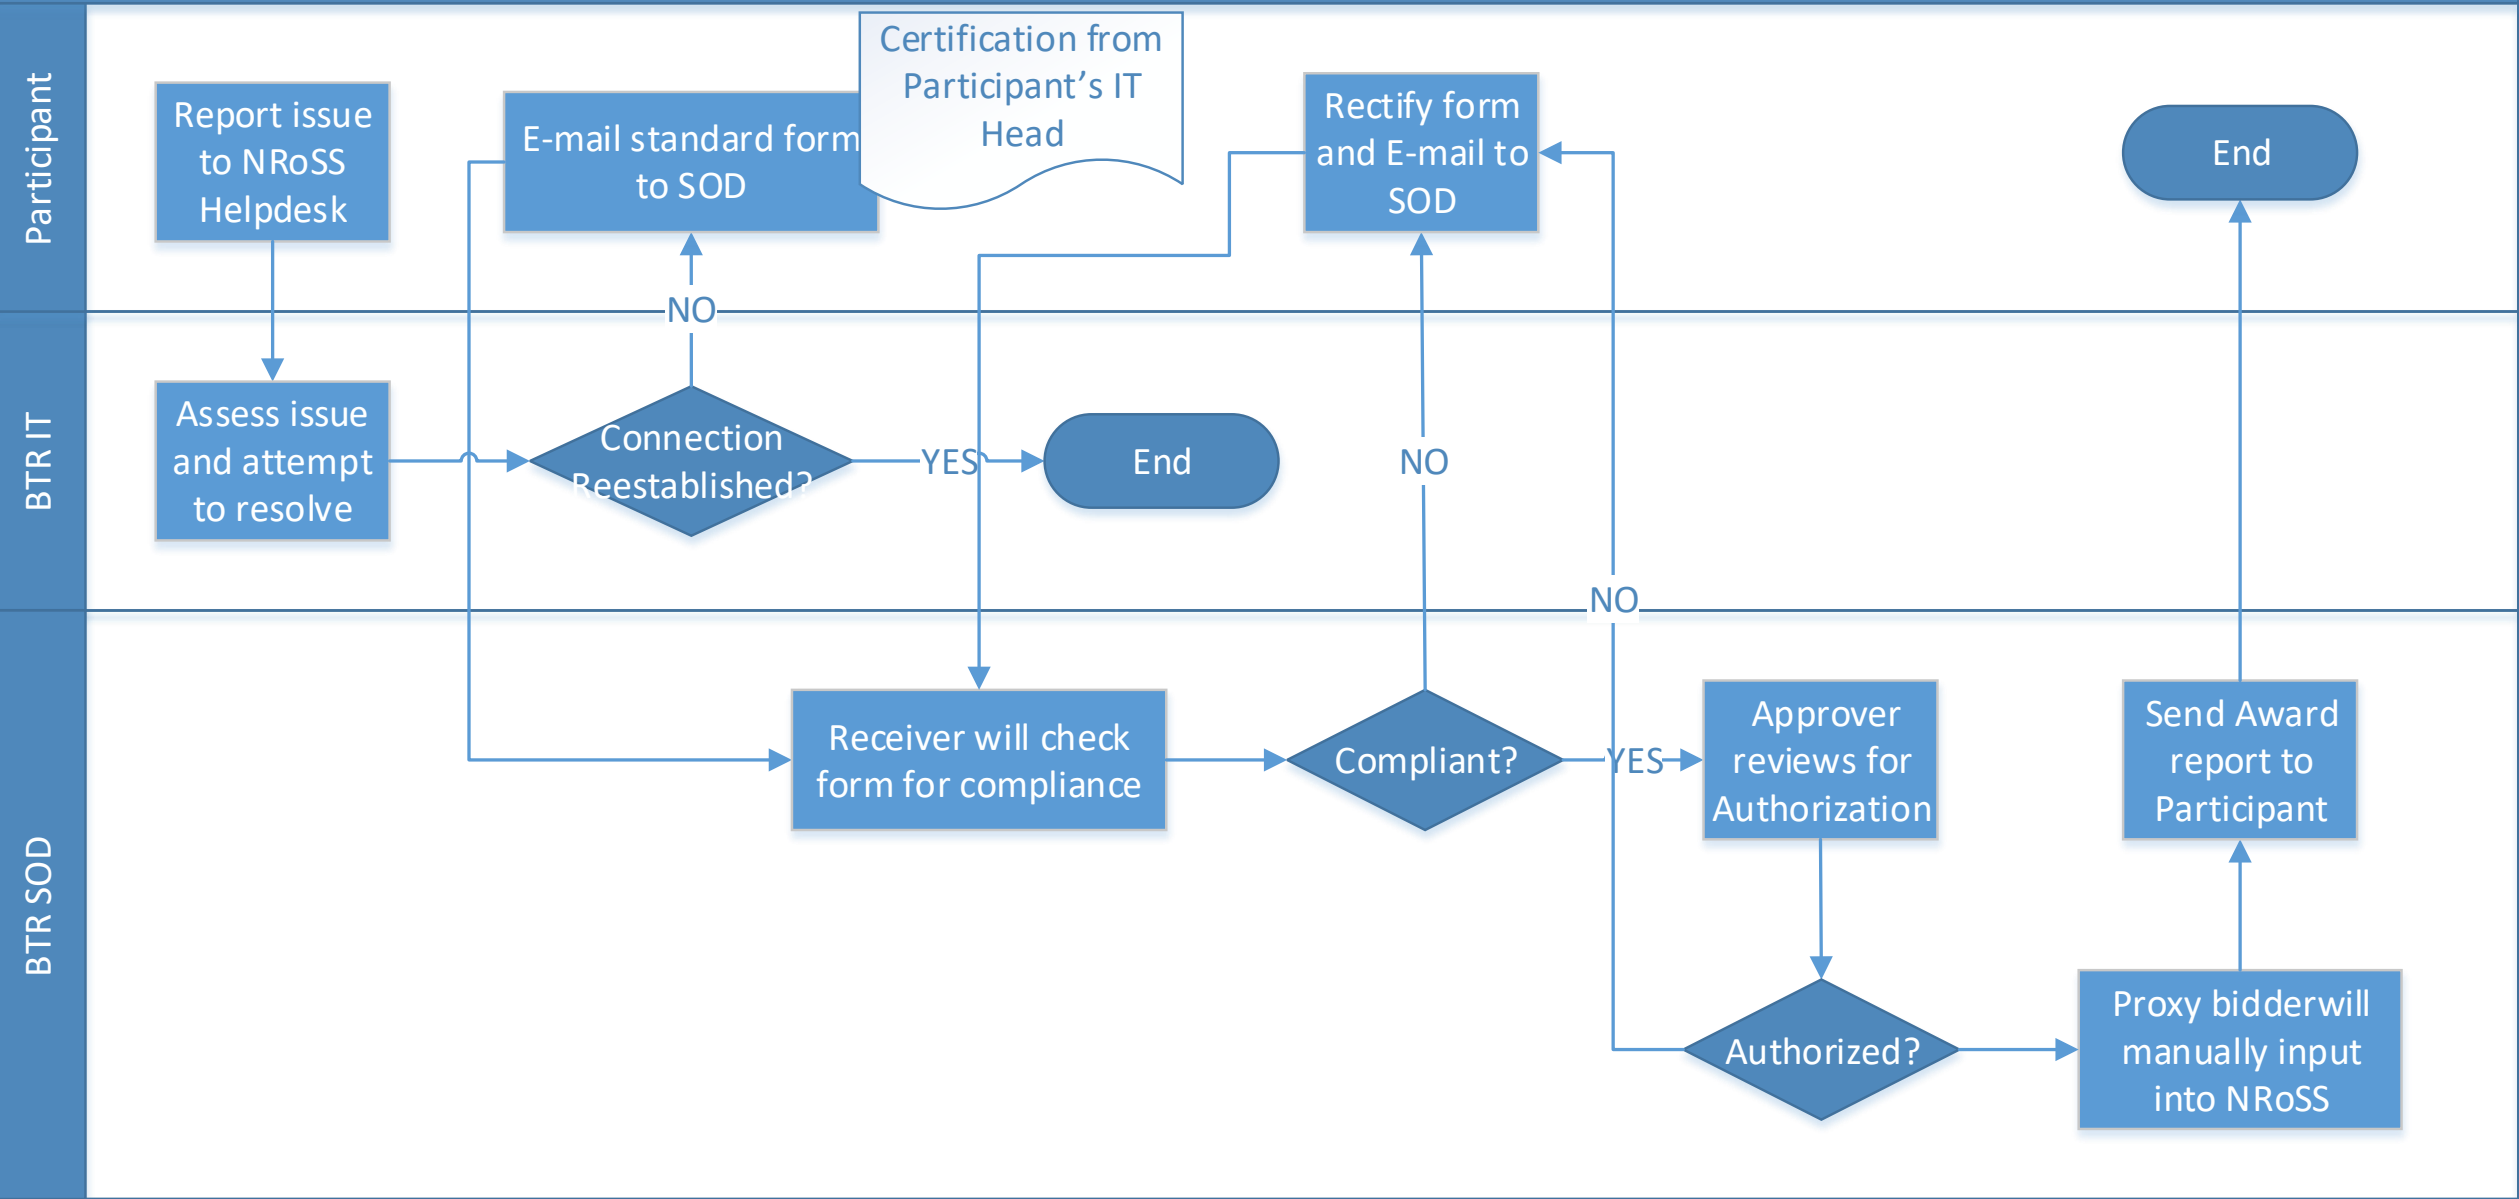 Participant
Report issue
to NRoSS
Helpdesk
E-mail standard form
to SOD
Certification from
Participant’s IT
Head
Rectify form
and E-mail to
SOD
End
NO
BTR IT
Assess issue
and attempt
to resolve
Connection
Reestablished?
YES
End
NO
NO
BTR SOD
Receiver will check
form for compliance
Compliant?
YES
Approver
reviews for
Authorization
Send Award
report to
Participant
Authorized?
Proxy bidderwill
manually input
into NRoSS